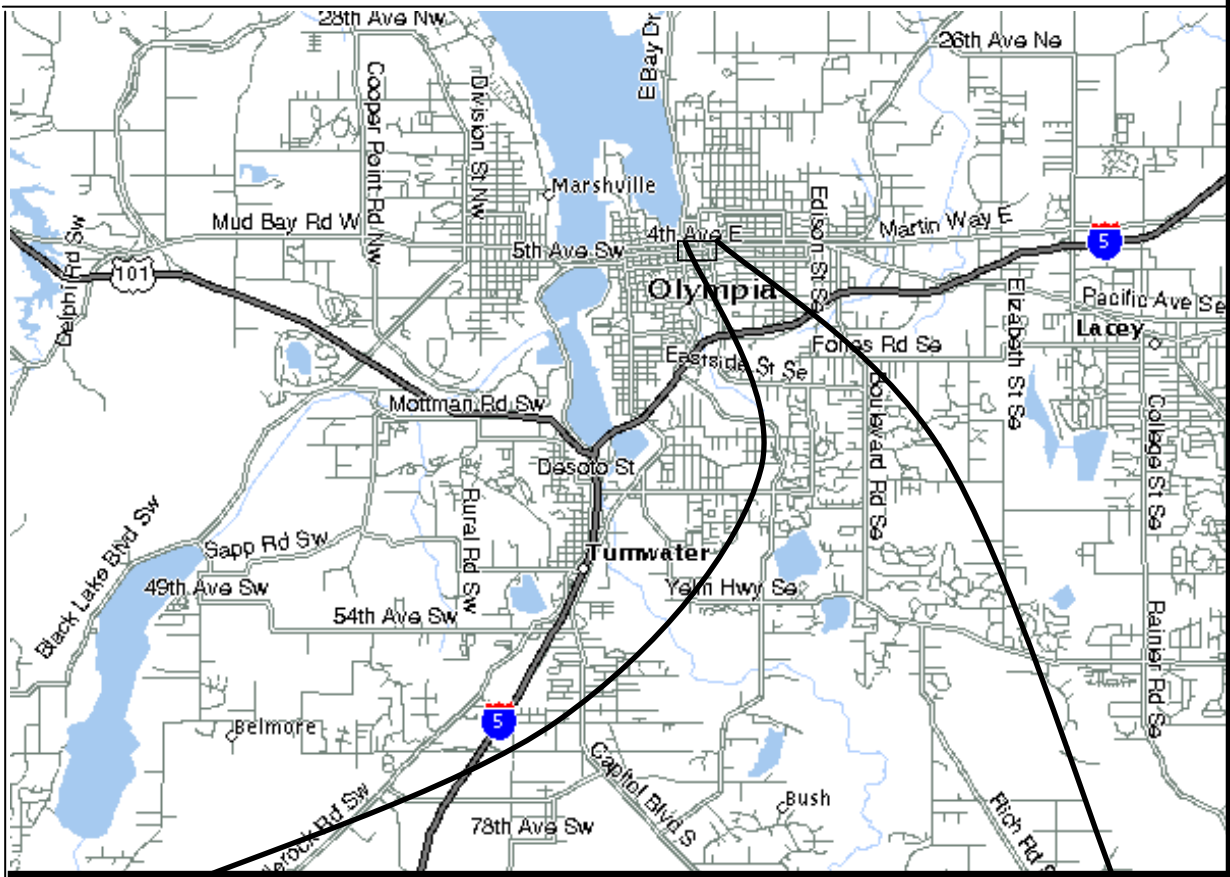 28th Ave Nw
E Bay Dr
26th Ave Ne
Cooper Point Rd Nw
Division St Nw
Marshville
Mud Bay Rd W
5th Ave Sw
4th Ave E
Edison St Se
Martin Way E
5
Delphi Rd Sw
101
Olympia
Elizabeth St Se
Pacific Ave Se
Lacey
Eastside St Se
Fones Rd Se
Boulevard Rd Se
Mottman Rd Sw
College St Se
Desoto St
Black Lake Blvd Sw
Sapp Rd Sw
Rural Rd Sw
Tumwater
49th Ave Sw
Yelm Hwy Se
54th Ave Sw
Rainier Rd Se
Belmore
5
Capitol Blvd S
Bush
Rich Rd S
78th Ave Sw
lerock Rd Sw